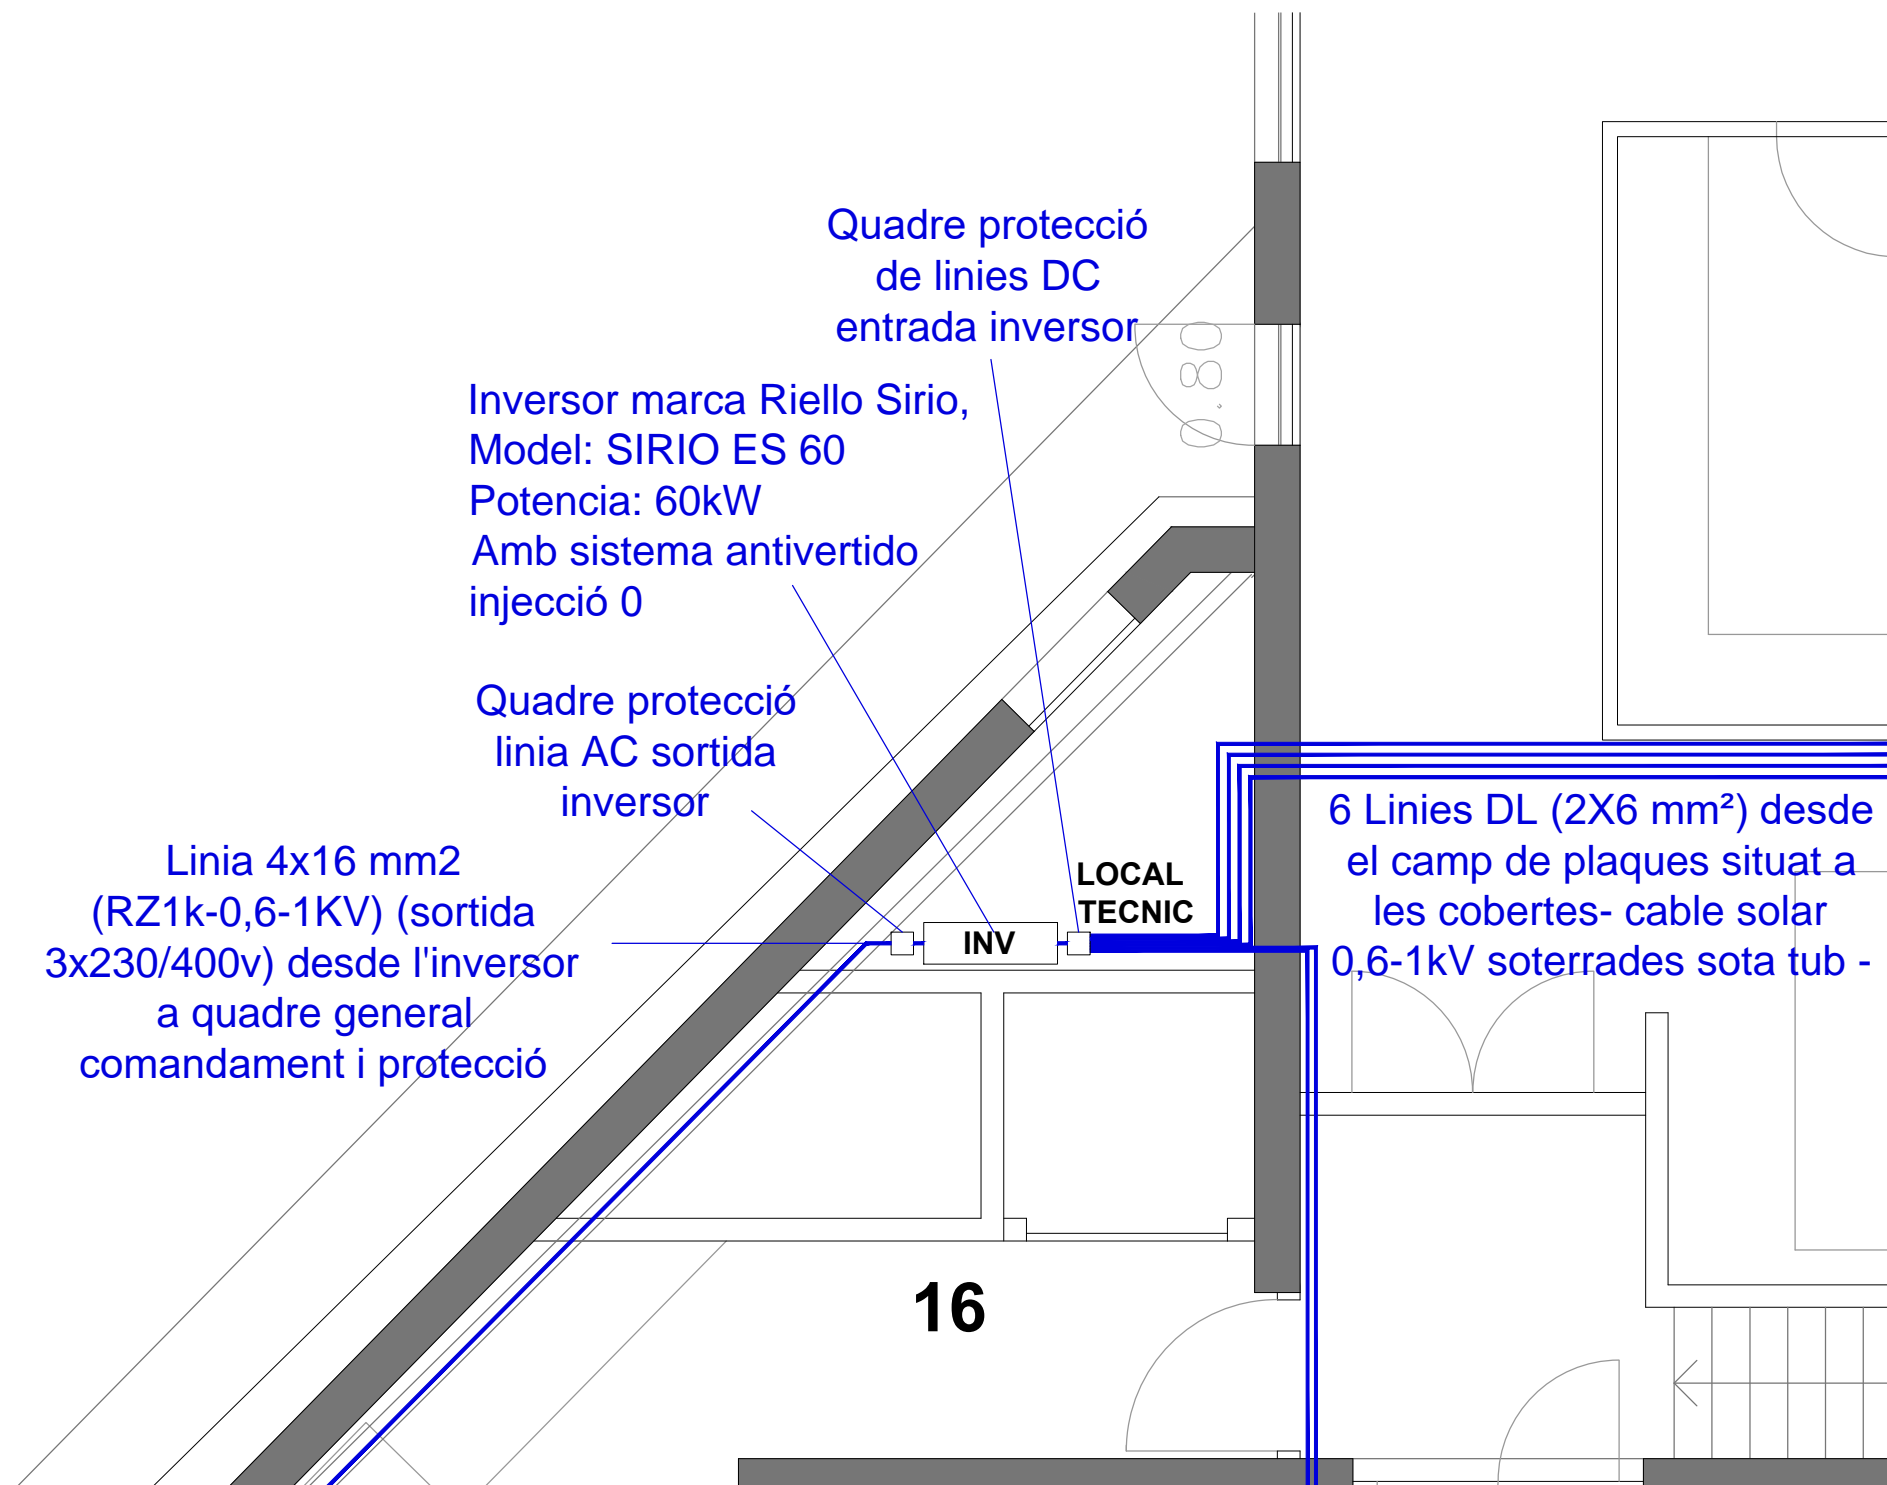 Quadre protecció
de linies DC
entrada inversor
0.80
Inversor marca Riello Sirio,
Model: SIRIO ES 60
Potencia: 60kW
Amb sistema antivertido
injecció 0
Quadre protecció
linia AC sortida
inversor
Linia 4x16 mm2
(RZ1k-0,6-1KV) (sortida
3x230/400v) desde l'inversor
a quadre general
comandament i protecció
LOCAL
TECNIC
INV
6 Linies DL (2X6 mm²) desde
el camp de plaques situat a
les cobertes- cable solar
0,6-1kV soterrades sota tub -
16